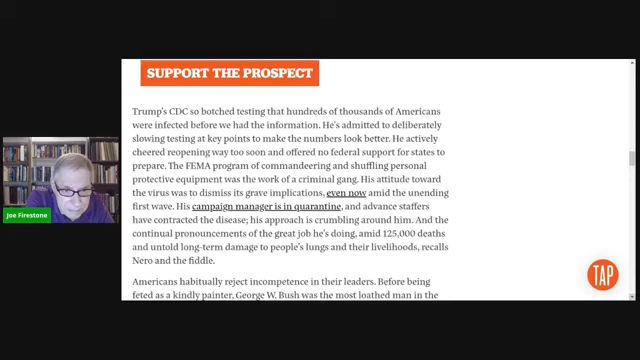 SUPPORT THE PROSPECT
Trump's CDC so botched testing that hundreds of thousands of Americans
were infected before we had the information. He's admitted to deliberately
slowing testing at key points to make the numbers look better. He actively
cheered reopening way too soon and offered no federal support for states to
prepare. The FEMA program of commandeering and shuffling personal
protective equipment was the work of a criminal gang. His attitude toward
the virus was to dismiss its grave implications, even now amid the unending
first wave. His campaign manager is in quarantine, and advance staffers
have contracted the disease; his approach is crumbling around him. And the
continual pronouncements of the great job he's doing, amid 125,000 deaths
and untold long-term damage to people's lungs and their livelihoods, recalls
Nero and the fiddle.
Americans habitually reject incompetence in their leaders. Before being
feted as a kindly painter, George W. Bush was the most loathed man in the
Joe Firestone
TAP